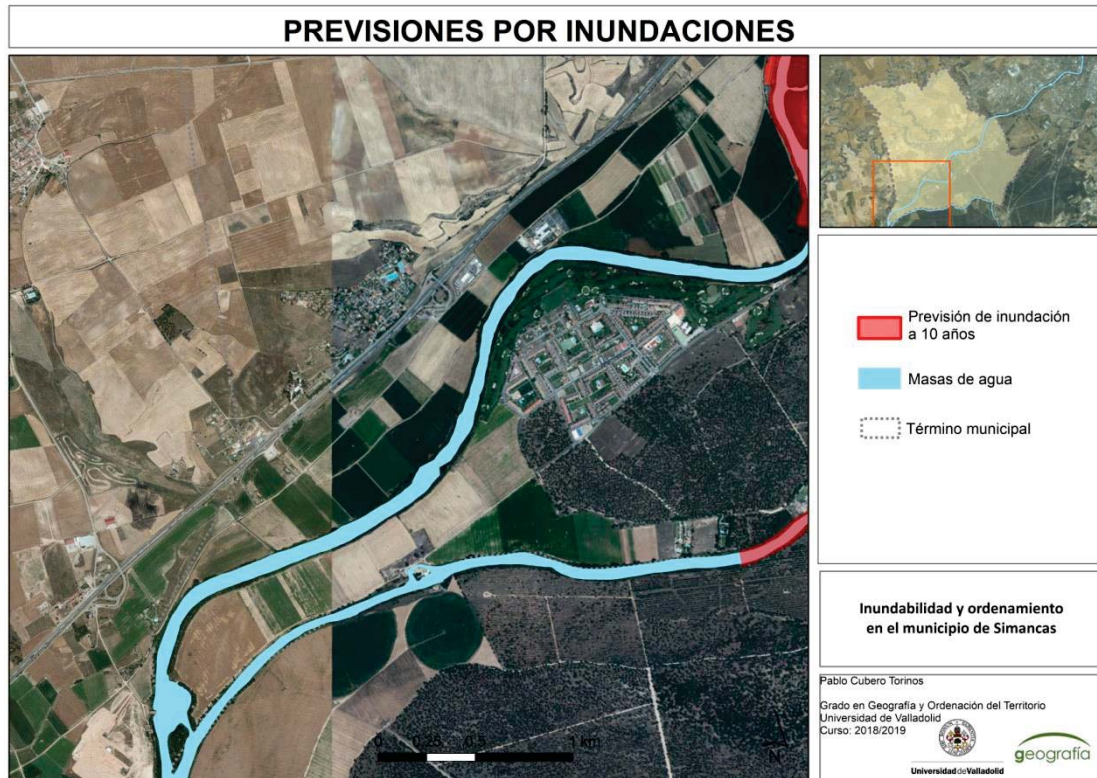 PREVISIONES POR INUNDACIONES
Previsión de inundación
a 10 años
Masas de agua
Término municipal
Inundabilidad y ordenamiento
en el municipio de Simancas
Pablo Cubero Torinos
Grado en Geografía y Ordenación del Territorio
Universidad de Valladolid
Curso: 2018/2019
Universidad de Valladolid
geografía
0 0,25 0,5 1 km
N